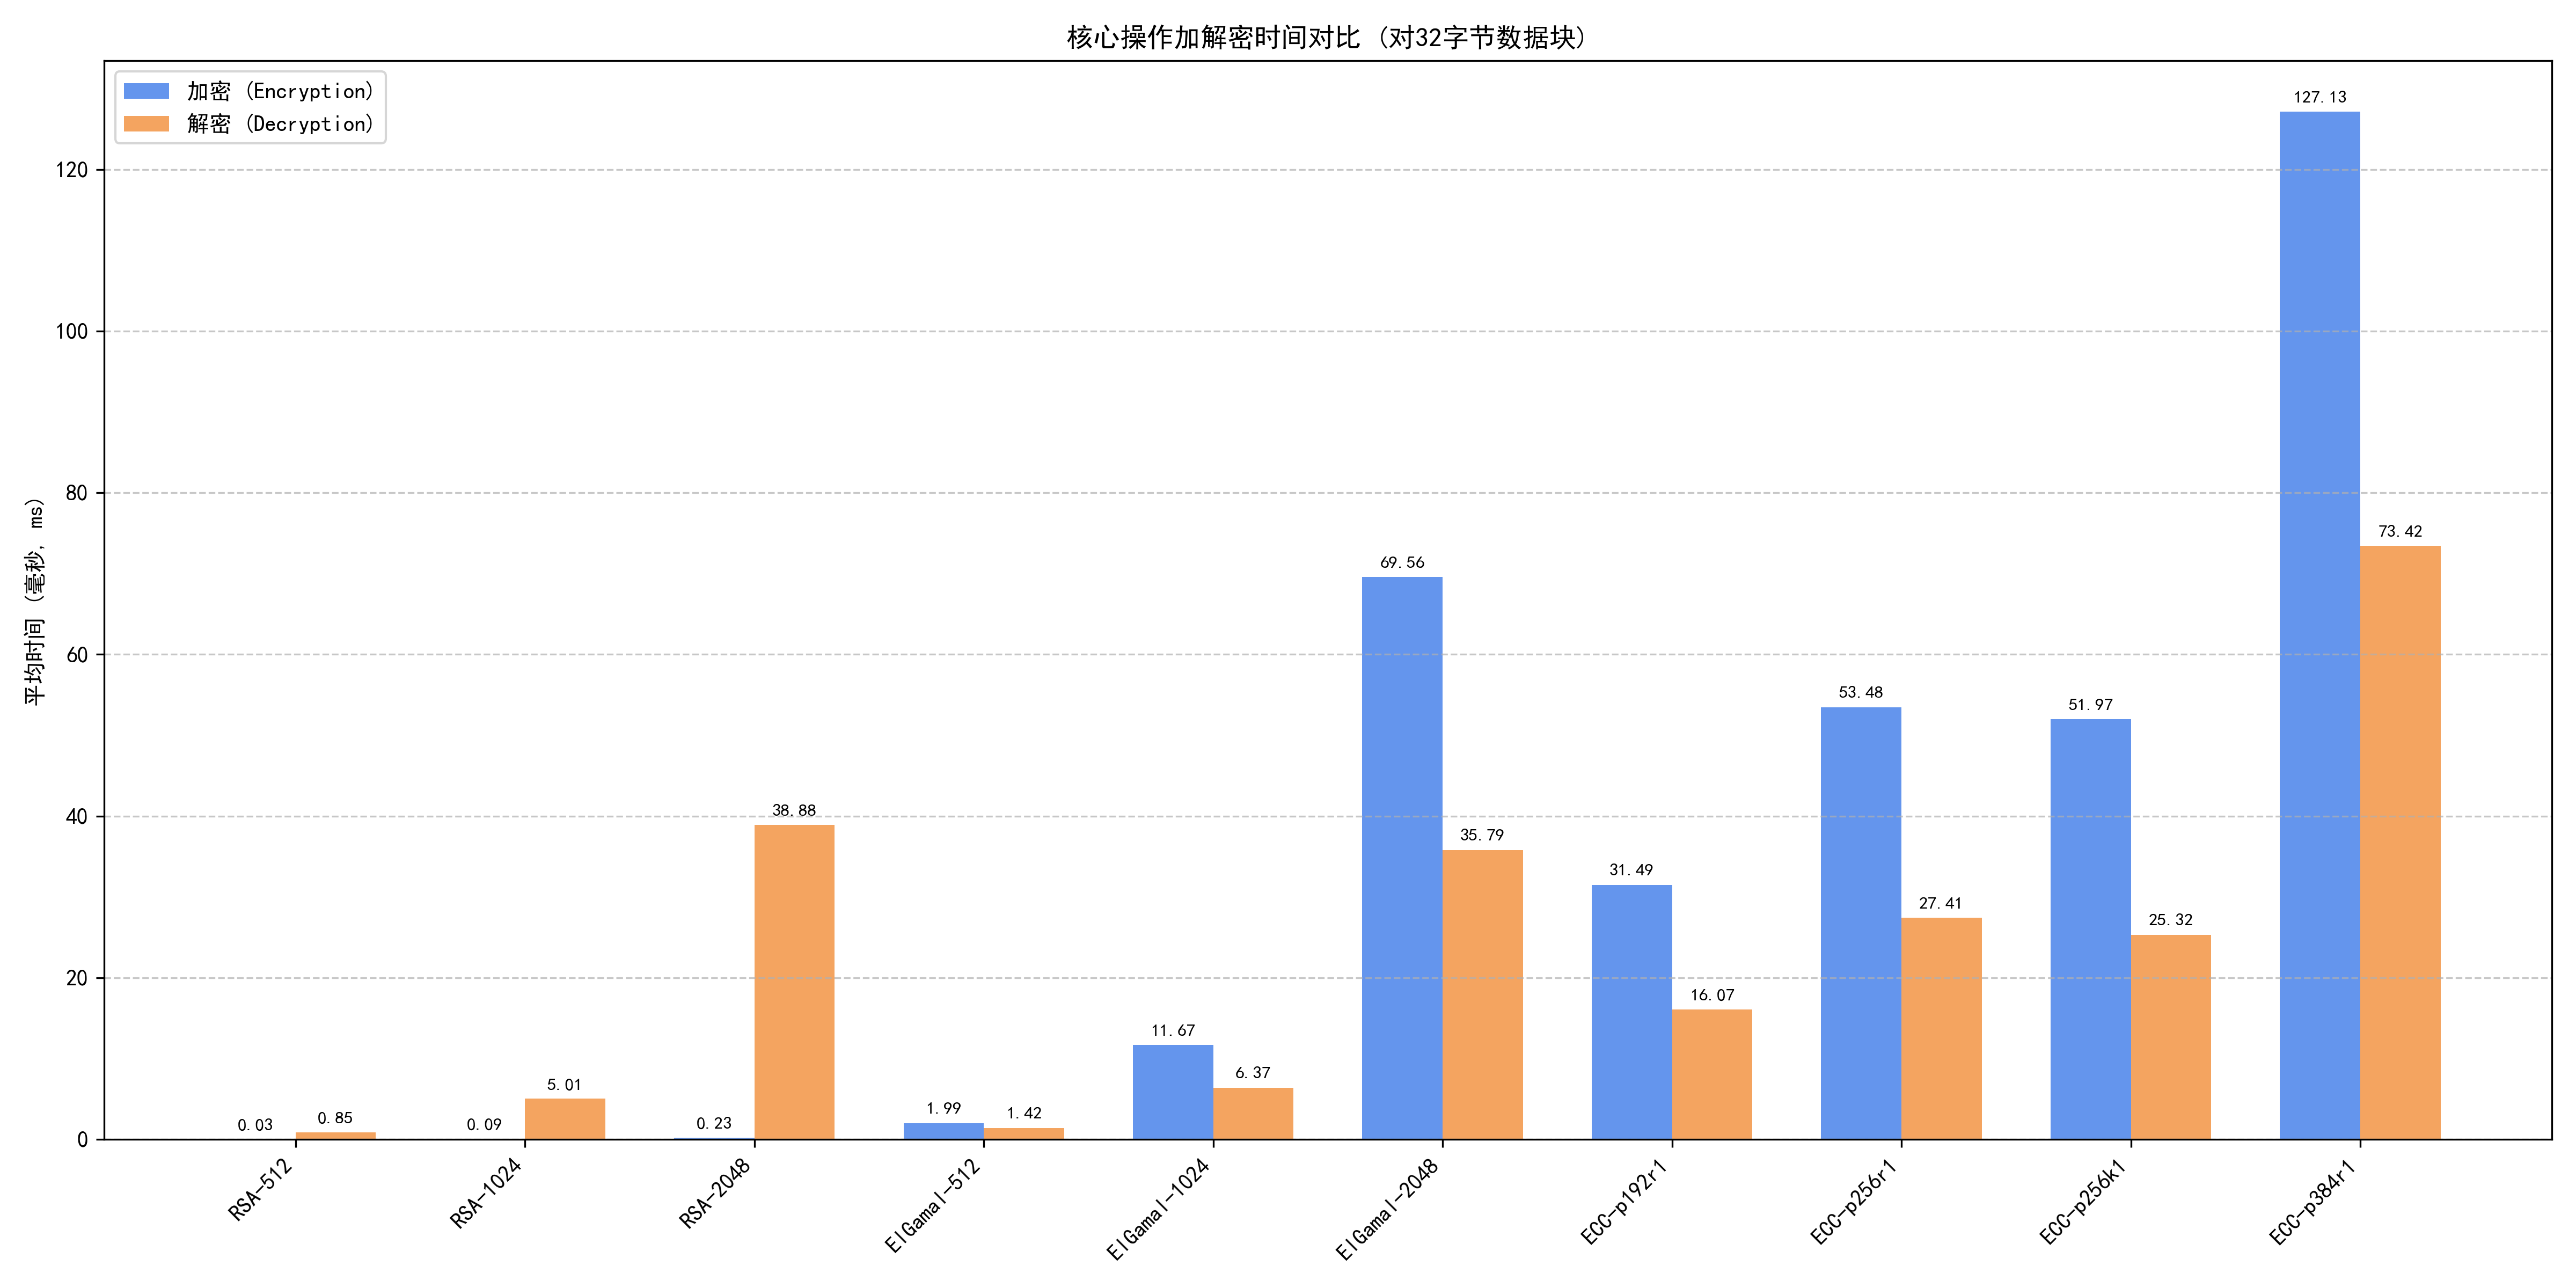 核心操作加解密时间对比 (对32字节数据块)
加密 (Encryption)
解密 (Decryption)
平均时间 (毫秒, ms)
120
100
80
60
40
20
0
0.03
0.85
0.09
5.01
0.23
38.88
1.99
1.42
11.67
6.37
69.56
35.79
31.49
16.07
53.48
27.41
51.97
25.32
127.13
73.42
RSA-512
RSA-1024
RSA-2048
ElGamal-512
ElGamal-1024
ElGamal-2048
ECC-p192r1
ECC-p256r1
ECC-p256k1
ECC-p384r1